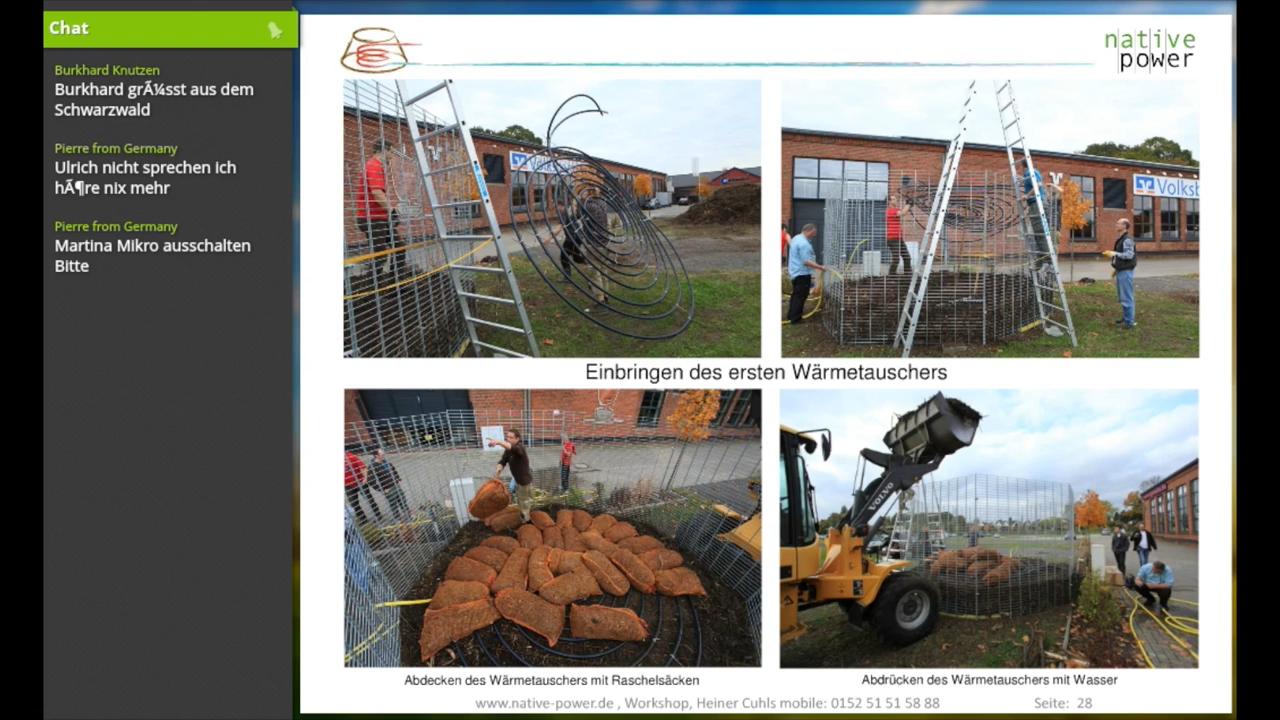 Chat
Burkhard Knutzen
Burkhard grÃ¼sst aus dem
Schwarzwald
Pierre from Germany
Ulrich nicht sprechen ich
hÃ¶re nix mehr
Pierre from Germany
Martina Mikro ausschalten
Bitte
native
power
Volksb
Einbringen des ersten Wärmetauschers
VOLVO
Abdecken des Wärmetauschers mit Raschelsäcken
Abdrücken des Wärmetauschers mit Wasser
www.native-power.de , Workshop, Heiner Cuhls mobile: 0152 51 51 58 88
Seite: 28